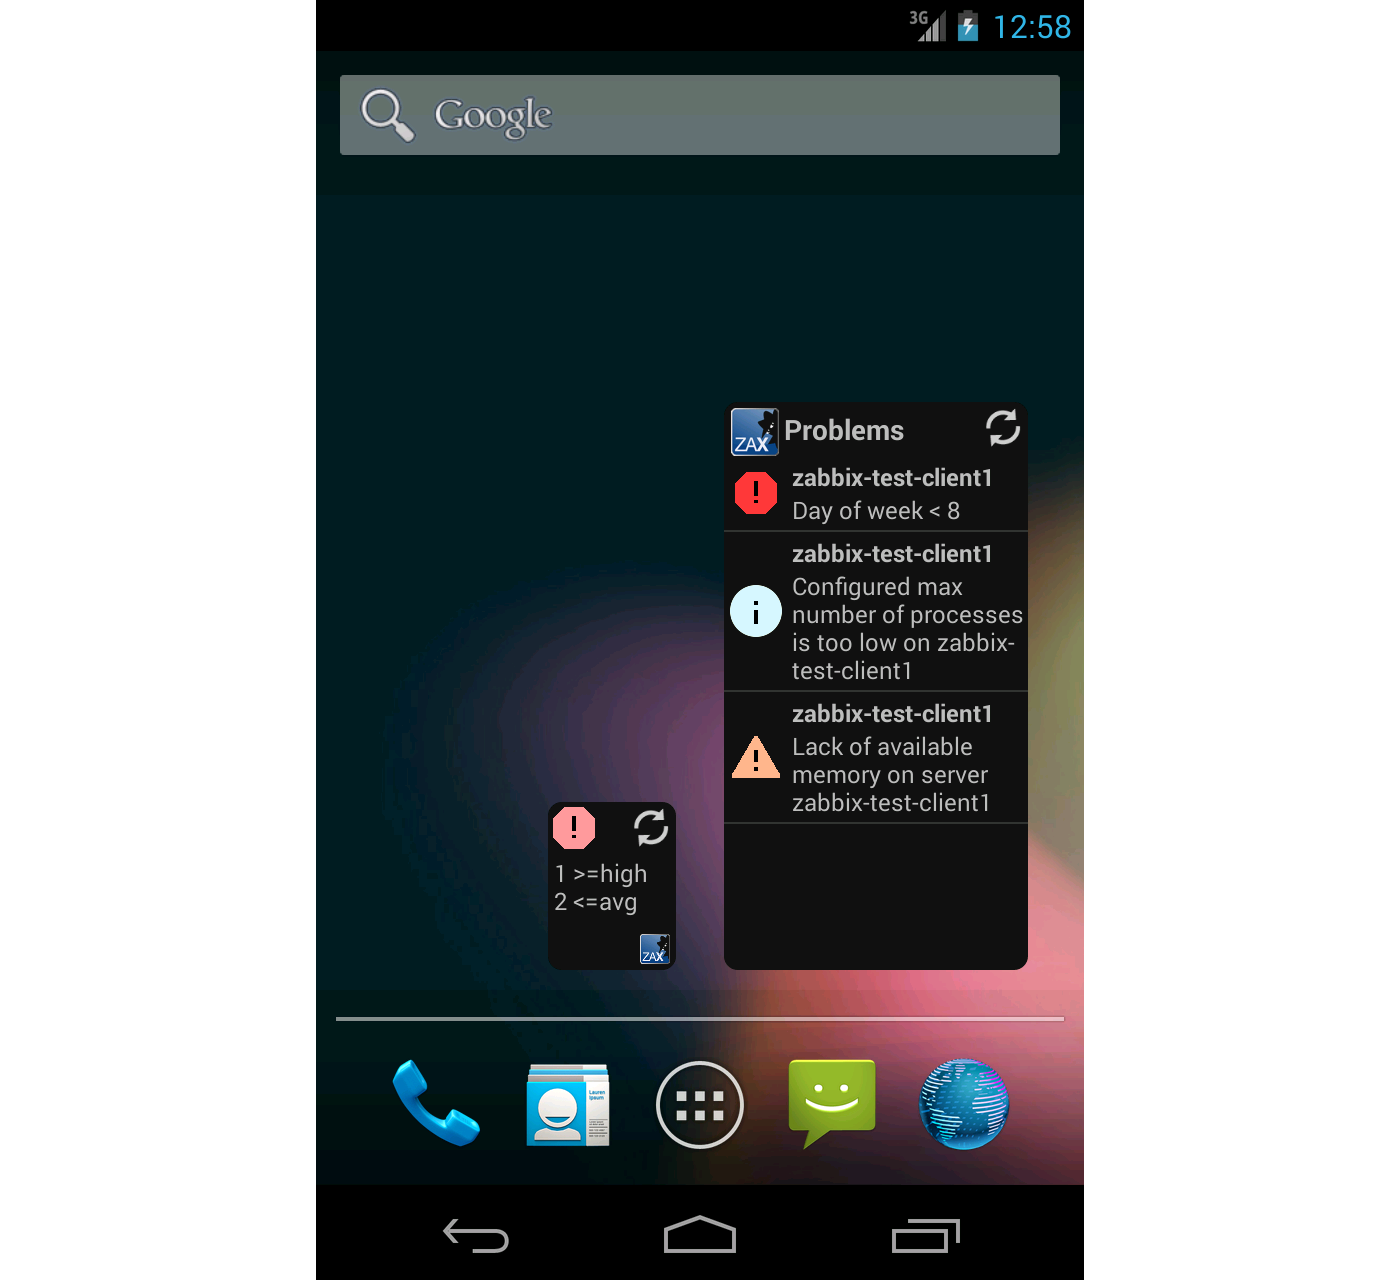 3G
12:58
Google
ZAX
Problems
zabbix-test-client1
Day of week < 8
zabbix-test-client1
Configured max
number of processes
is too low on zabbix-
test-client1
zabbix-test-client1
Lack of available
memory on server
zabbix-test-client1
1 >=high
2 <=avg
ZAX
Lauren
Ipsum